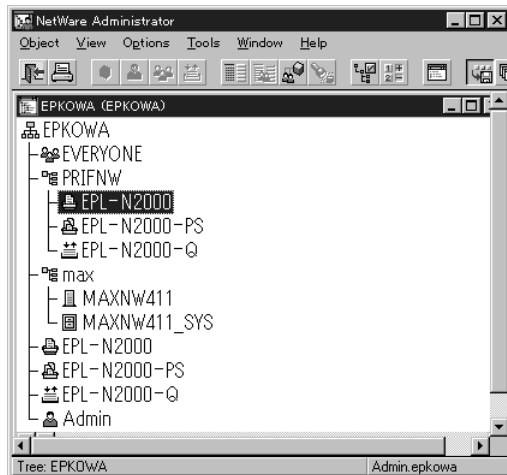 NetWare Administrator
Object View Options Tools Window Help
EPKOWA (EPKOWA)
EPKOWA
EVERYONE
PRIFNW
EPL-N2000
EPL-N2000-PS
EPL-N2000-Q
max
MAXNW411
MAXNW411_SYS
EPL-N2000
EPL-N2000-PS
EPL-N2000-Q
Admin
Tree: EPKOWA Admin.epkowa